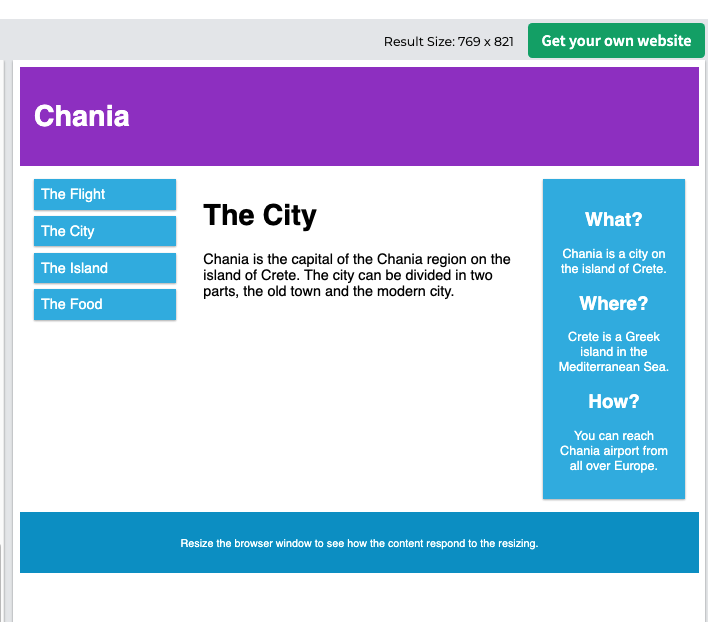 Result Size: 769 x 821
Get your own website
Chania
The Flight
The City
The Island
The Food
The City
Chania is the capital of the Chania region on the
island of Crete. The city can be divided in two
parts, the old town and the modern city.
What?
Chania is a city on
the island of Crete.
Where?
Crete is a Greek
island in the
Mediterranean Sea.
How?
You can reach
Chania airport from
all over Europe.
Resize the browser window to see how the content respond to the resizing.